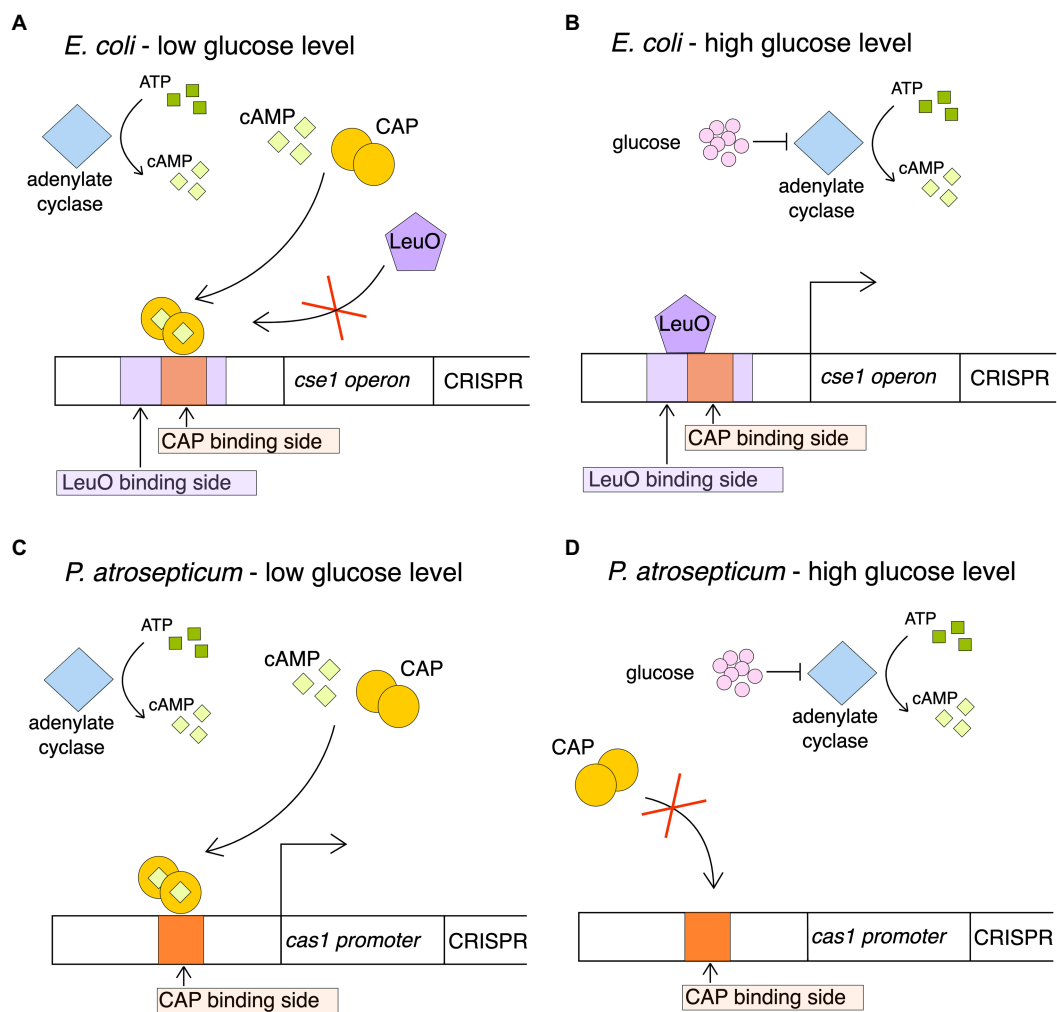 A
E. coli - low glucose level
ATP
cAMP
adenylate
cyclase
cAMP
CAP
LeuO
cse1 operon
CRISPR
CAP binding side
LeuO binding side
B
E. coli - high glucose level
ATP
glucose
cAMP
adenylate
cyclase
LeuO
cse1 operon
CRISPR
CAP binding side
LeuO binding side
C
P. atrosepticum - low glucose level
ATP
cAMP
adenylate
cyclase
cAMP
CAP
cas1 promoter
CRISPR
CAP binding side
D
P. atrosepticum - high glucose level
ATP
glucose
cAMP
adenylate
cyclase
CAP
cas1 promoter
CRISPR
CAP binding side